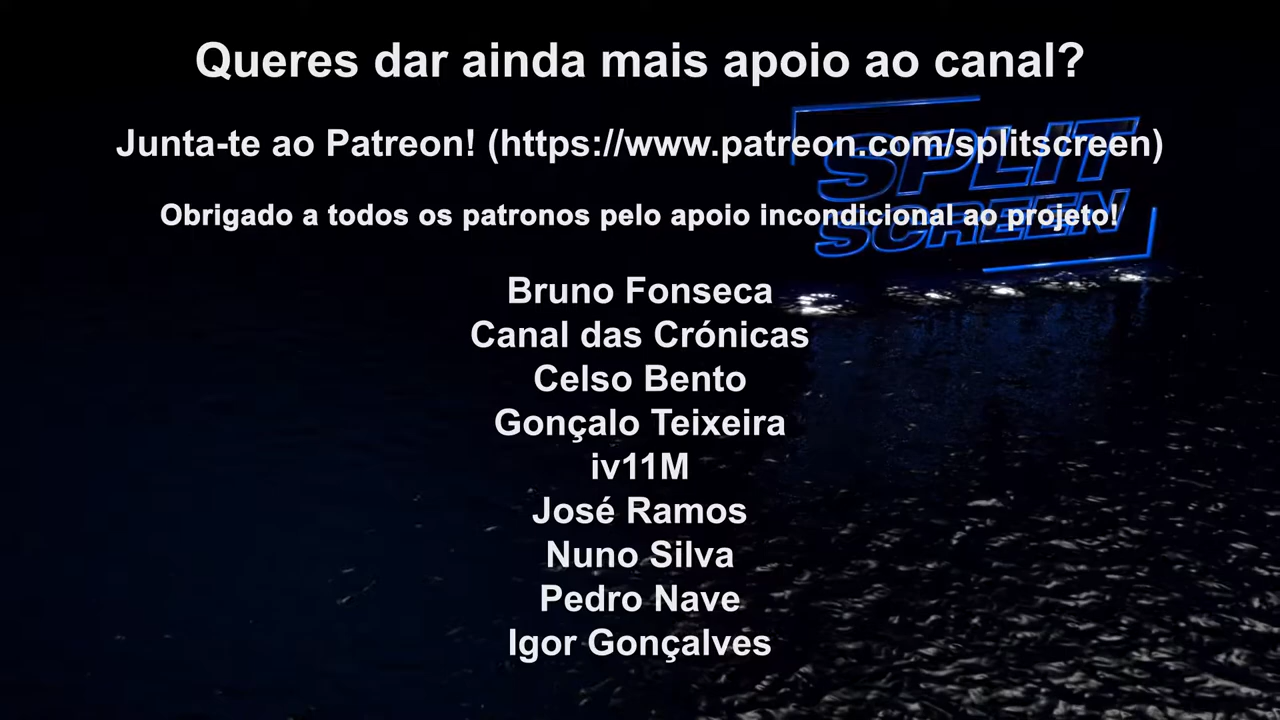 Queres dar ainda mais apoio ao canal?
Junta-te ao Patreon! (https://www.patreon.com/splitscreen)
SPLIT
SCREEN
Obrigado a todos os patronos pelo apoio incondicional ao projeto!
Bruno Fonseca
Canal das Crónicas
Celso Bento
Gonçalo Teixeira
iv11M
José Ramos
Nuno Silva
Pedro Nave
Igor Gonçalves